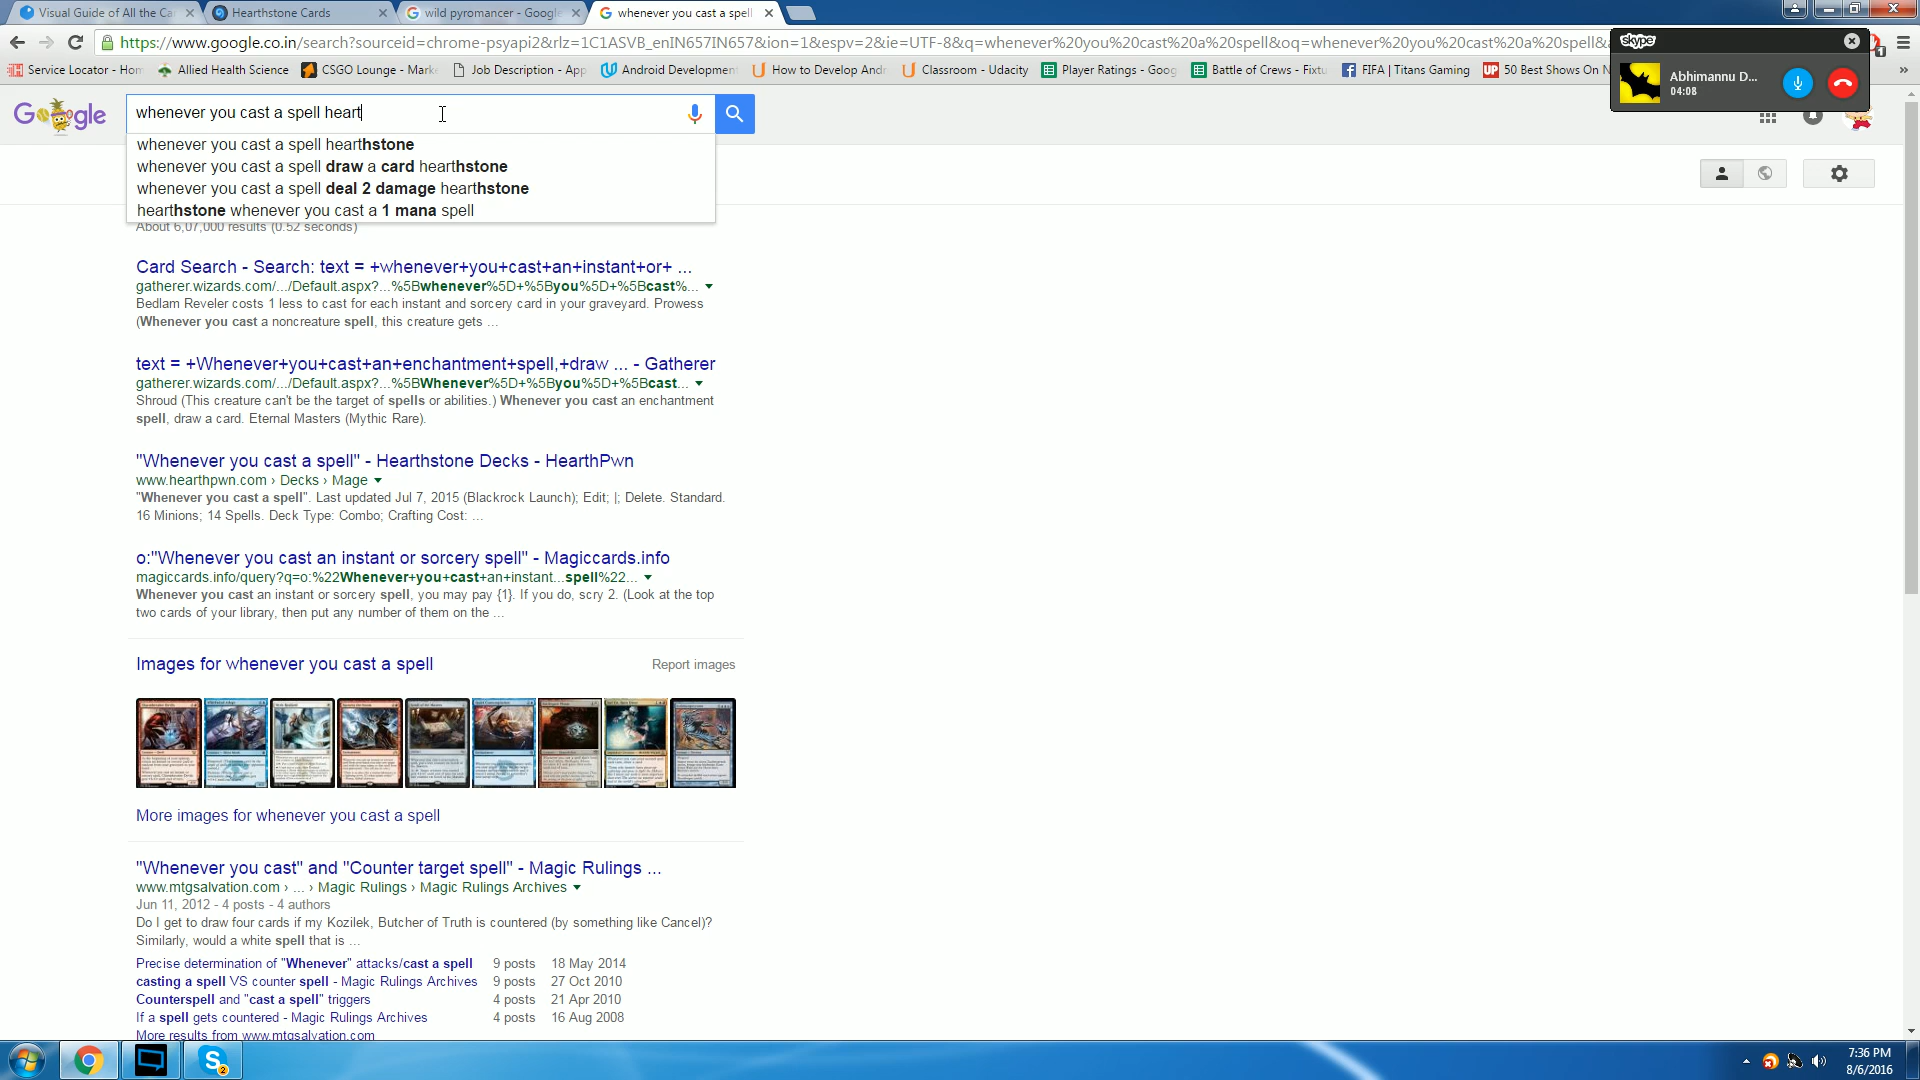 Visual Guide of All the Ca
Hearthstone Cards
wild pyromancer - Google
whenever you cast a spell
https://www.google.co.in/search?sourceid=chrome-psyapi2&rlz=1C1ASVB_enIN657IN657&ion=1&espv=2&ie=UTF-8&q=whenever%20you%20cast%20a%20spell&oq=whenever%20you%20cast%20a%20spell&
Service Locator - Hom
Allied Health Science
CSGO Lounge - Mark
Job Description - App
Android Development
How to Develop Andr
Classroom - Udacity
Player Ratings - Goog
Battle of Crews - Fixtu
FIFA | Titans Gaming
UP 50 Best Shows On N
skype
Abhimannu D...
04:08
1
Google
whenever you cast a spell heart
whenever you cast a spell hearthstone
whenever you cast a spell draw a card hearthstone
whenever you cast a spell deal 2 damage hearthstone
hearthstone whenever you cast a 1 mana spell
About 6,07,000 results (0.52 seconds)
Card Search - Search: text = +whenever+you+cast+an+instant+or+ ...
gatherer.wizards.com/.../Default.aspx?...%5Bwhenever%5D+%5Byou%5D+%5Bcast%...
Bedlam Reveler costs 1 less to cast for each instant and sorcery card in your graveyard. Prowess
(Whenever you cast a noncreature spell, this creature gets ...
text = +Whenever+you+cast+an+enchantment+spell,+draw ... - Gatherer
gatherer.wizards.com/.../Default.aspx?...%5BWhenever%5D+%5Byou%5D+%5Bcast...
Shroud (This creature can't be the target of spells or abilities.) Whenever you cast an enchantment
spell, draw a card. Eternal Masters (Mythic Rare).
"Whenever you cast a spell" - Hearthstone Decks - HearthPwn
www.hearthpwn.com › Decks › Mage
"Whenever you cast a spell". Last updated Jul 7, 2015 (Blackrock Launch); Edit; |; Delete. Standard.
16 Minions; 14 Spells. Deck Type: Combo; Crafting Cost: ...
o:"Whenever you cast an instant or sorcery spell" - Magiccards.info
magiccards.info/query?q=o:%22Whenever+you+cast+an+instant...spell%22...
Whenever you cast an instant or sorcery spell, you may pay {1}. If you do, scry 2. (Look at the top
two cards of your library, then put any number of them on the ...
Images for whenever you cast a spell
Report images
More images for whenever you cast a spell
"Whenever you cast" and "Counter target spell" - Magic Rulings ...
www.mtgsalvation.com › ... › Magic Rulings › Magic Rulings Archives
Jun 11, 2012 - 4 posts - 4 authors
Do I get to draw four cards if my Kozilek, Butcher of Truth is countered (by something like Cancel)?
Similarly, would a white spell that is ...
Precise determination of "Whenever" attacks/cast a spell 9 posts 18 May 2014
casting a spell VS counter spell - Magic Rulings Archives 9 posts 27 Oct 2010
Counterspell and "cast a spell" triggers 4 posts 21 Apr 2010
If a spell gets countered - Magic Rulings Archives 4 posts 16 Aug 2008
More results from www.mtgsalvation.com
2
7:36 PM
8/6/2016